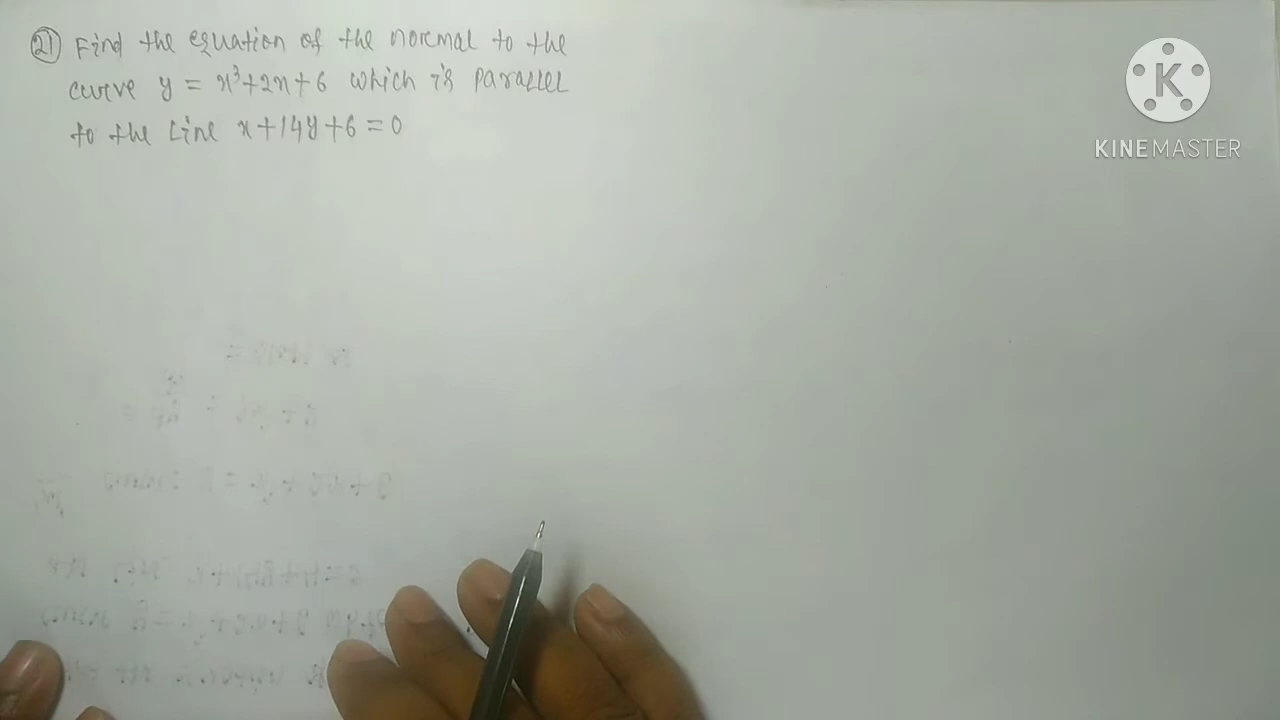 21 Find the equation of the normal to the
curve y = x³+2x+6 which is parallel
to the line x+14y+6=0
K
KINEMASTER